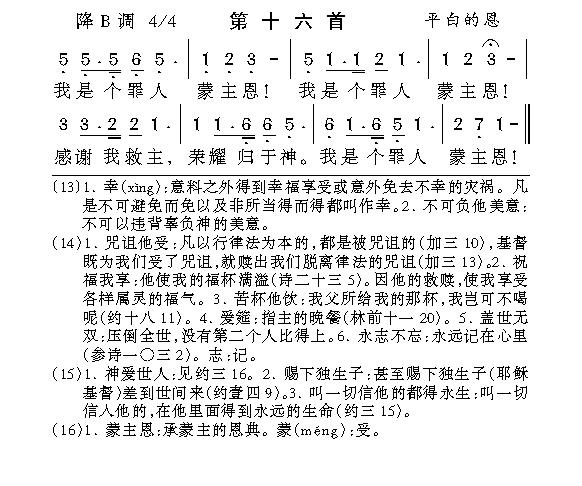 降B调 4/4 第十六首 平白的恩
5 5·5 6 5· | 1 2 3 - | 5 1·1 2 1· | 1 2 3 - |
我是个罪人 蒙主恩! 我是个罪人 蒙主恩!
3 3·2 2 1· | 1 1·6 6 5· | 6 1·6 5 1· | 2 7 1 - ‖
感谢我救主, 荣耀归于神。我是个罪人 蒙主恩!
(13)1. 幸(xìng):意料之外得到幸福享受或意外免去不幸的灾祸。凡
是不可避免而免以及非所当得而得都叫作幸。2. 不可负他美意:
不可以违背辜负神的美意。
(14)1. 咒诅他受:凡以行律法为本的,都是被咒诅的(加三10),基督
既为我们受了咒诅,就赎出我们脱离律法的咒诅(加三13)。2. 祝
福我享:他使我的福杯满溢(诗二十三5)。因他的救赎,使我享受
各样属灵的福气。3. 苦杯他饮:我父所给我的那杯,我岂可不喝
呢(约十八11)。4. 爱筵:指主的晚餐(林前十一20)。5. 盖世无
双:压倒全世,没有第二个人比得上。6. 永志不忘:永远记在心里
(参诗一〇三2)。志:记。
(15)1. 神爱世人:见约三16。2. 赐下独生子:甚至赐下独生子(耶稣
基督)差到世间来(约壹四9)。3. 叫一切信他的都得永生:叫一切
信人他的,在他里面得到永远的生命(约三15)。
(16)1. 蒙主恩:承蒙主的恩典。蒙(méng):受。